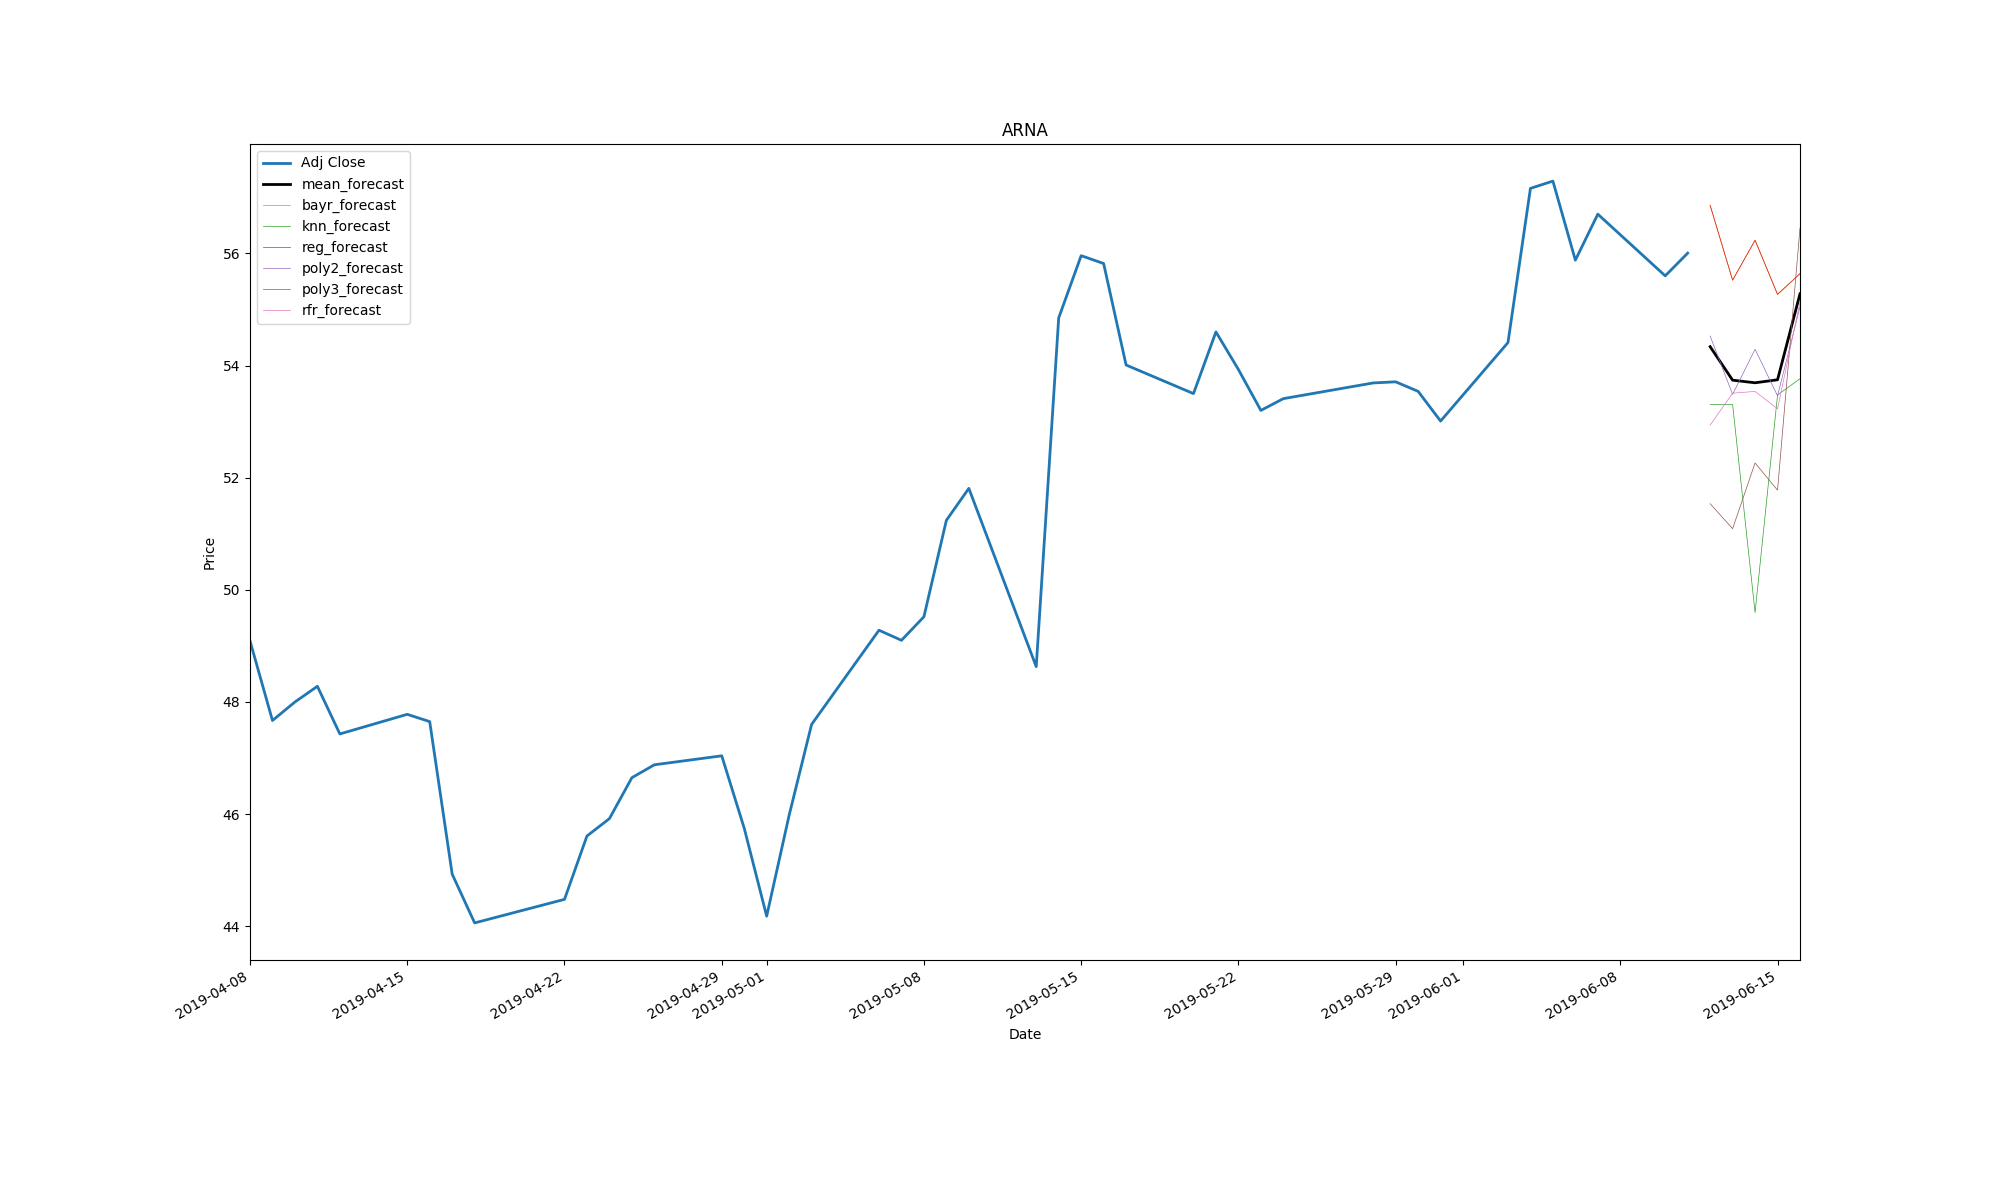 ARNA
Adj Close
mean_forecast
bayr_forecast
knn_forecast
reg_forecast
poly2_forecast
poly3_forecast
rfr_forecast
56
54
52
50
48
46
44
Price
2019-04-08
2019-04-15
2019-04-22
2019-04-29
2019-05-01
2019-05-08
2019-05-15
2019-05-22
2019-05-29
2019-06-01
2019-06-08
2019-06-15
Date